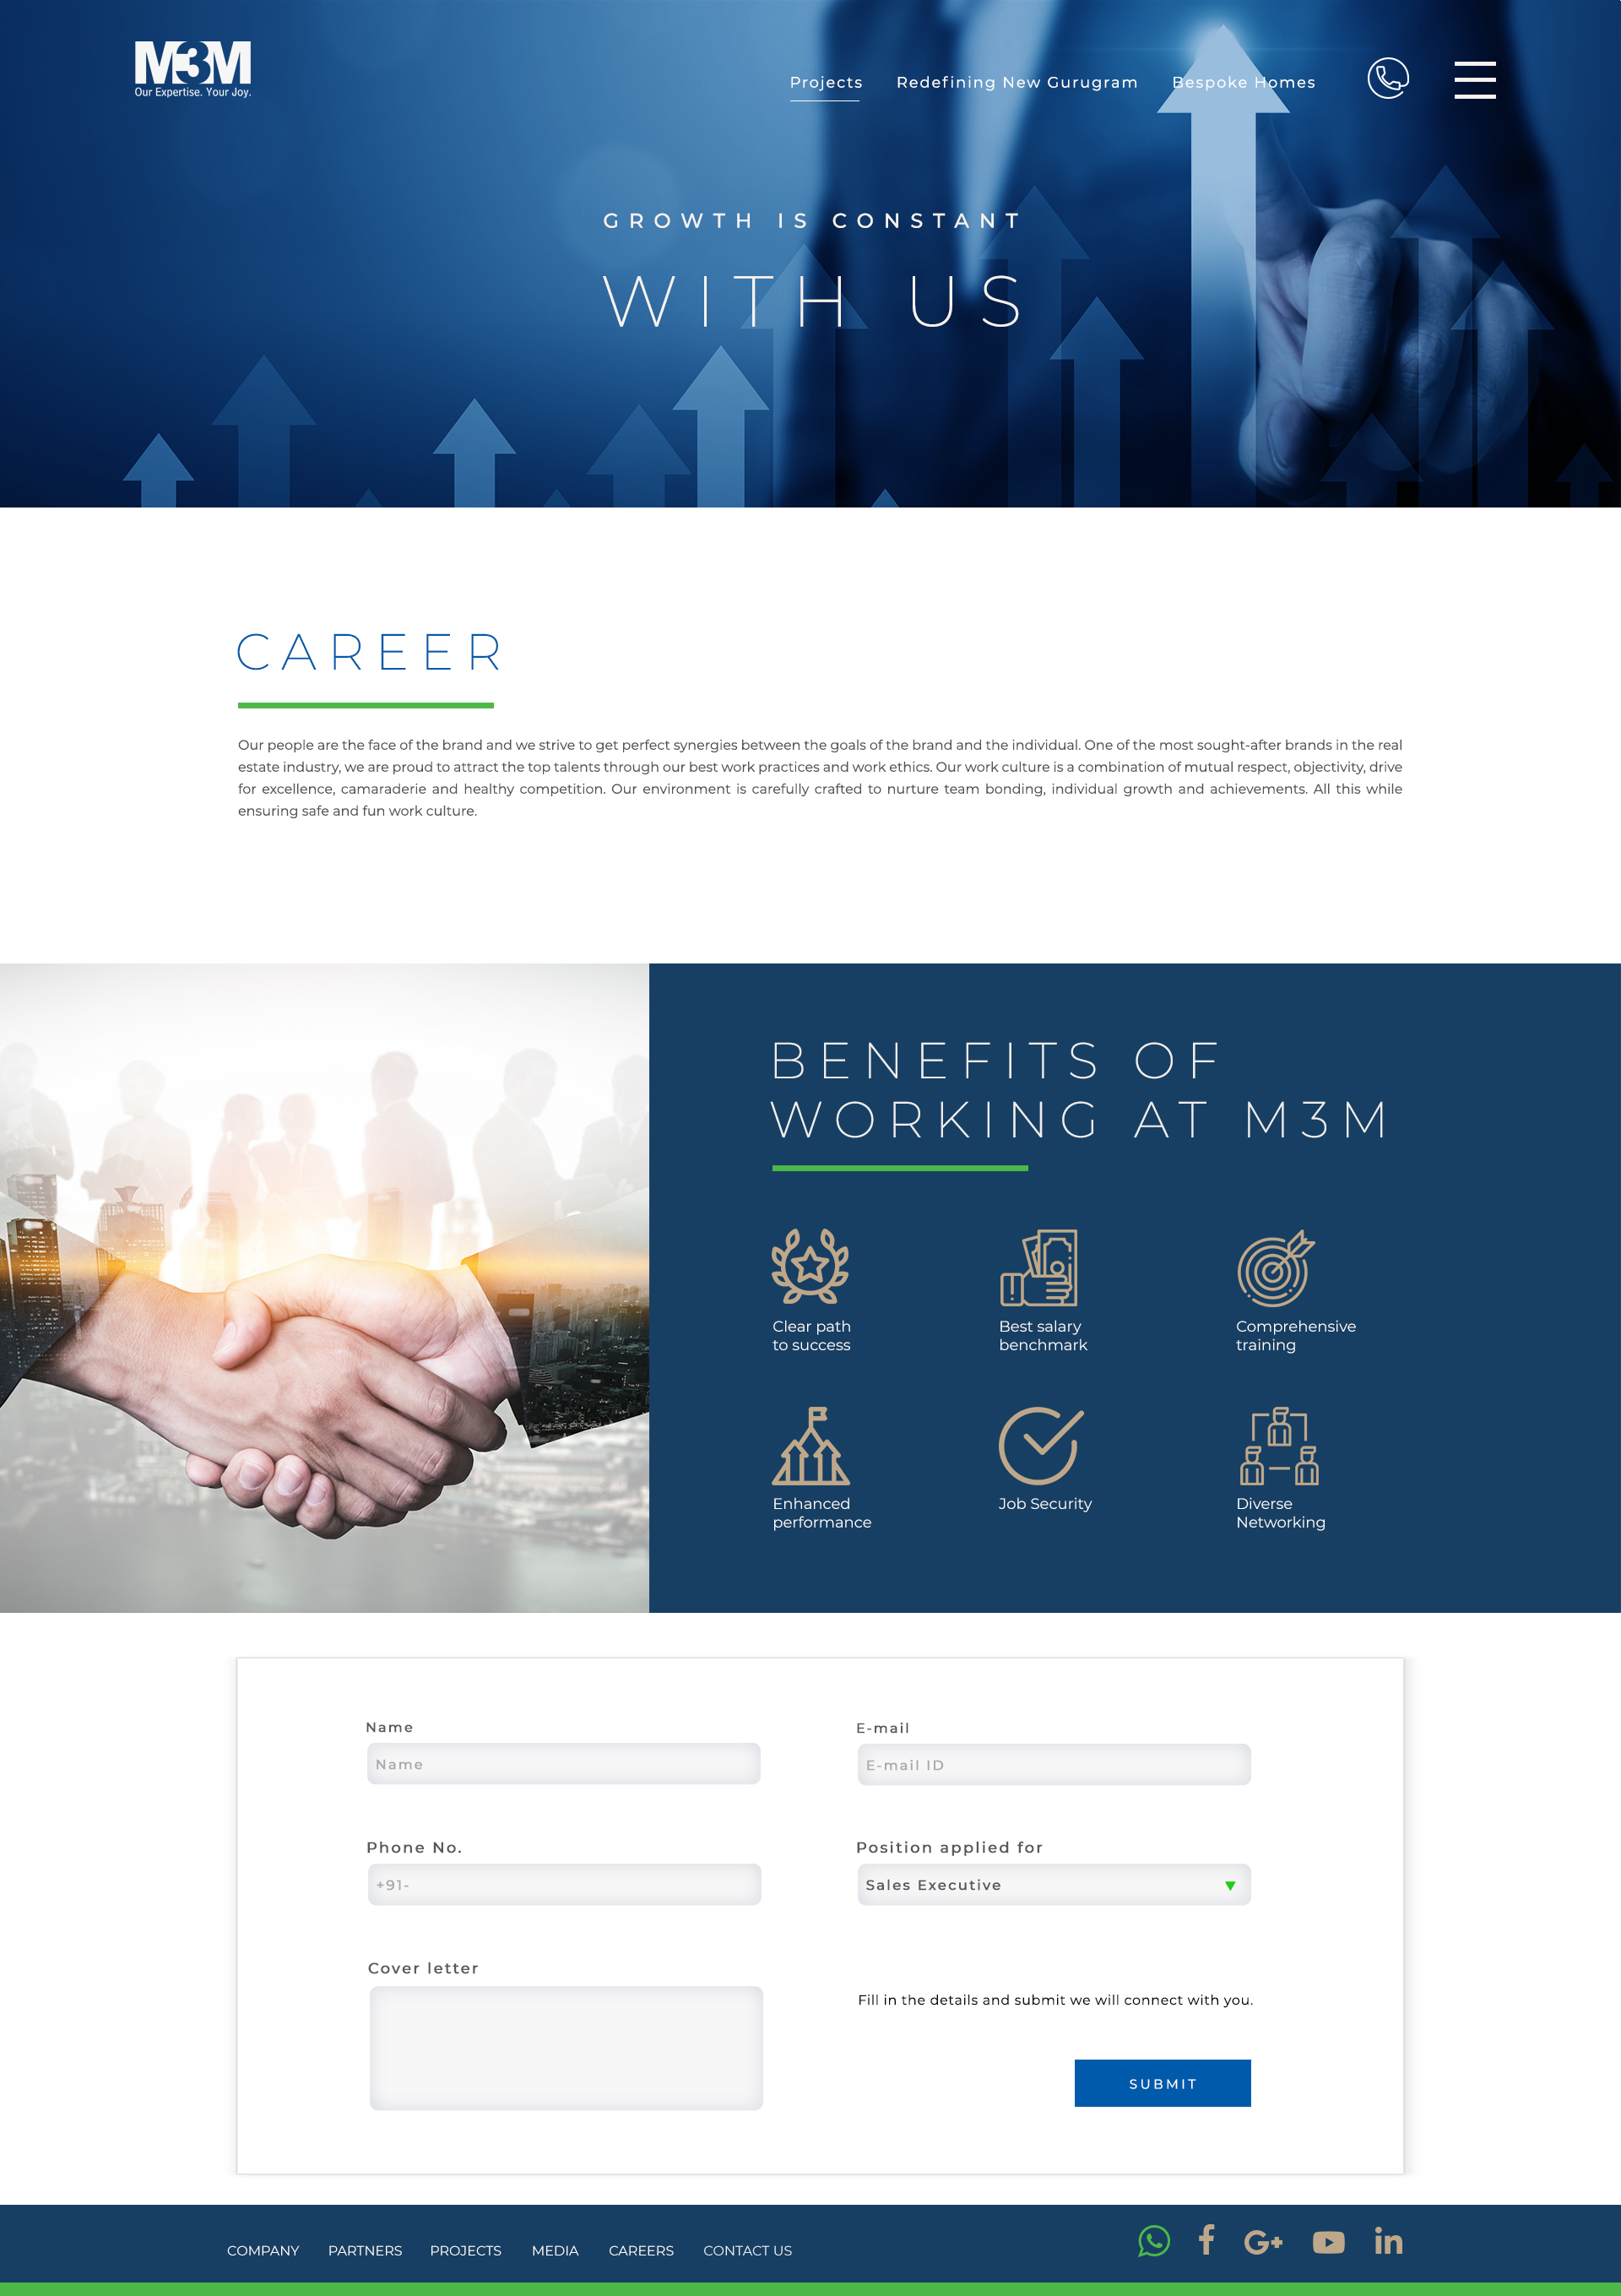 M3M
Our Expertise. Your Joy.
Projects
Redefining New Gurugram
Bespoke Homes
GROWTH IS CONSTANT
WITH US
CAREER
Our people are the face of the brand and we strive to get perfect synergies between the goals of the brand and the individual. One of the most sought-after brands in the real
estate industry, we are proud to attract the top talents through our best work practices and work ethics. Our work culture is a combination of mutual respect, objectivity, drive
for excellence, camaraderie and healthy competition. Our environment is carefully crafted to nurture team bonding, individual growth and achievements. All this while
ensuring safe and fun work culture.
BENEFITS OF
WORKING AT M3M
Clear path
to success
Best salary
benchmark
Comprehensive
training
Enhanced
performance
Job Security
Diverse
Networking
Name
Name
E-mail
E-mail ID
Phone No.
+91-
Position applied for
Sales Executive
Cover letter
Fill in the details and submit we will connect with you.
SUBMIT
COMPANY
PARTNERS
PROJECTS
MEDIA
CAREERS
CONTACT US